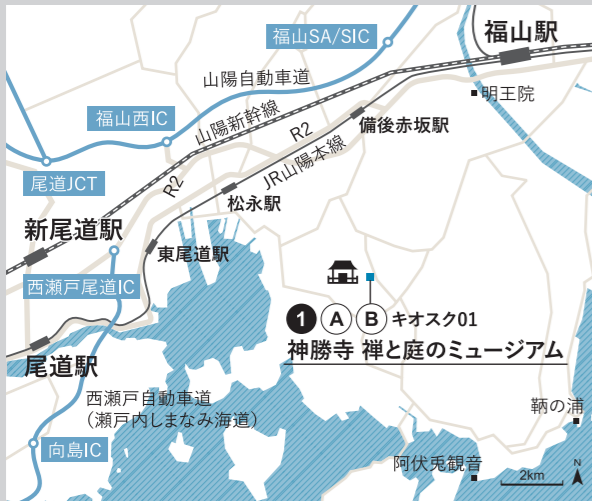 福山SA/SIC
福山駅
山陽自動車道
明王院
福山西IC
山陽新幹線
R2
備後赤坂駅
JR山陽本線
尾道JCT
R2
松永駅
新尾道駅
東尾道駅
西瀬戸尾道IC
1 A B キオスク01
神勝寺 禅と庭のミュージアム
尾道駅
西瀬戸自動車道
（瀬戸内しまなみ海道）
鞆の浦
向島IC
阿伏兎観音
2km
N